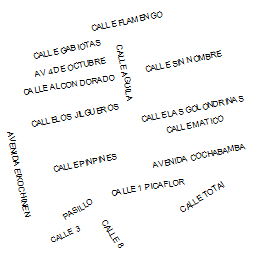 CALLE FLAMENGO
CALLE GABIOTAS
AV 4 DE OCTUBRE
CALLE AGUILA
CALLE SIN NOMBRE
CALLE ALCON DORADO
CALLE LAS GOLONDRINAS
CALLE LOS JILGUEROS
CALLE MATICO
AVENIDA EKOCHINEN
CALLE PINPINES
AVENIDA COCHABAMBA
CALLE 1 PICAFLOR
CALLE TOTAI
PASILLO
CALLE 3
CALLE 8